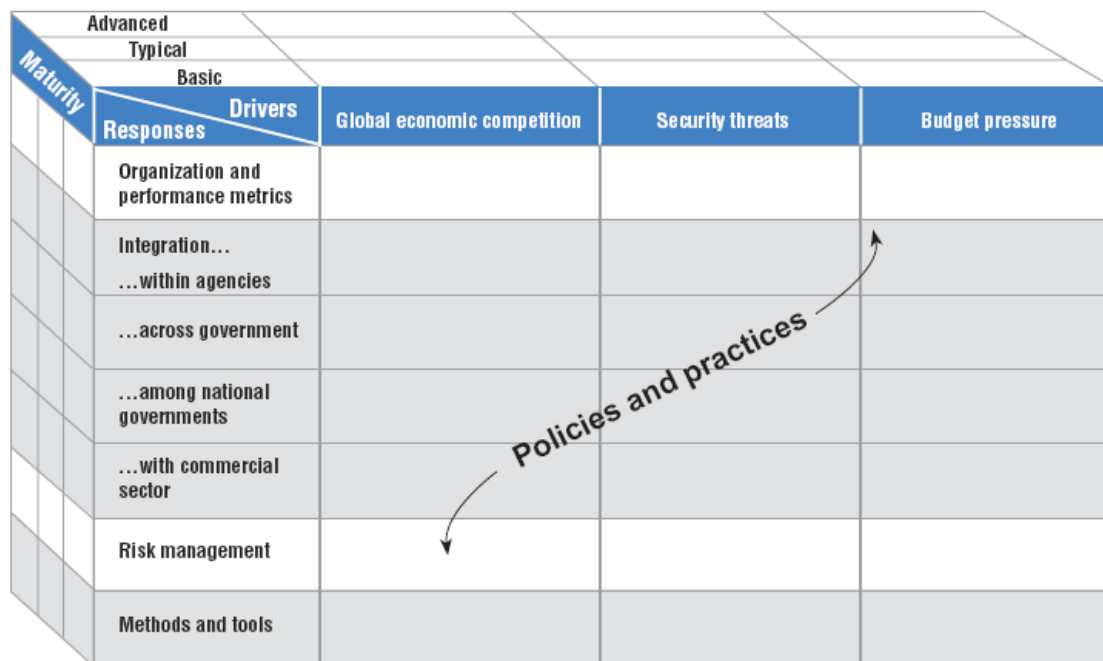 Advanced
Typical
Basic
Maturity
Drivers
Responses
Global economic competition
Security threats
Budget pressure
Organization and
performance metrics
Integration…
…within agencies
…across government
…among national
governments
…with commercial
sector
Risk management
Methods and tools
Policies and practices